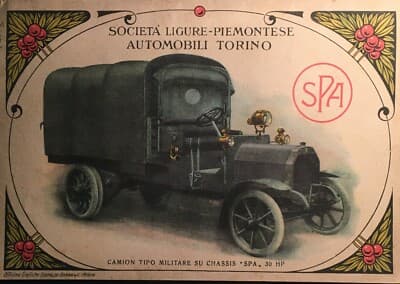 SOCIETÀ LIGURE-PIEMONTESE
AUTOMOBILI TORINO
SPA
CAMION TIPO MILITARE SU CHASSIS "SPA„ 30 HP